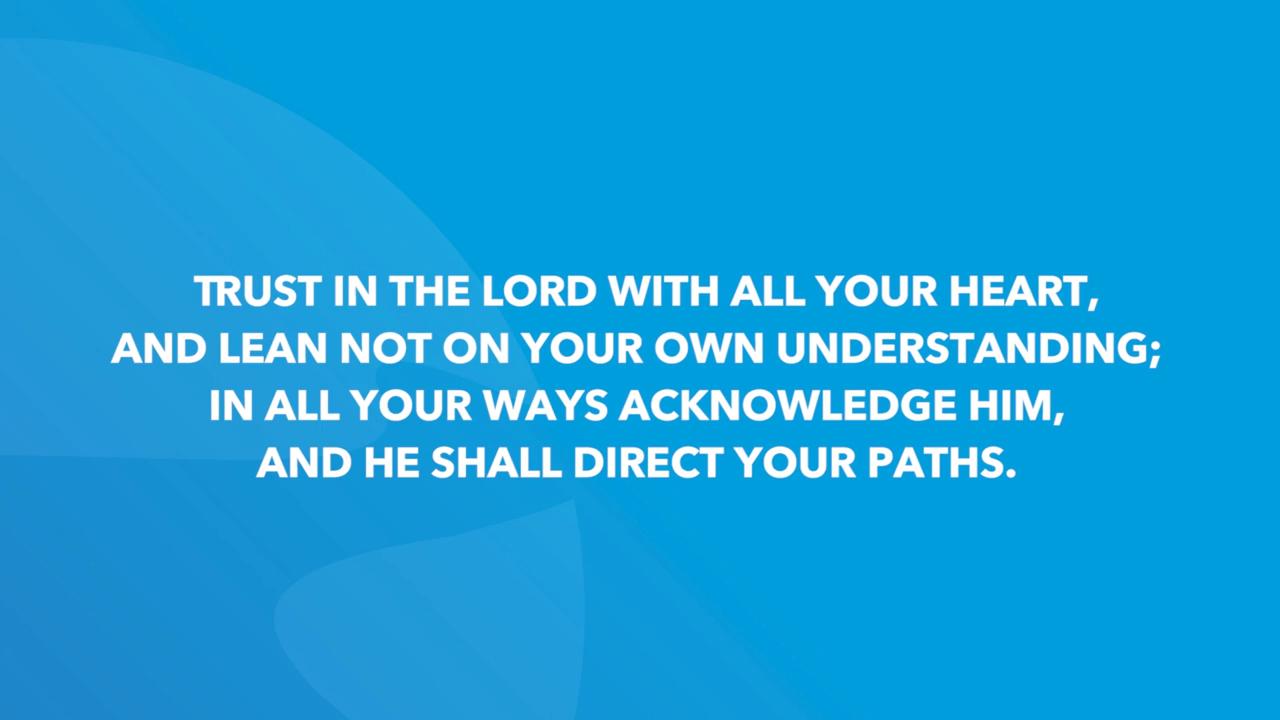 TRUST IN THE LORD WITH ALL YOUR HEART,
AND LEAN NOT ON YOUR OWN UNDERSTANDING;
IN ALL YOUR WAYS ACKNOWLEDGE HIM,
AND HE SHALL DIRECT YOUR PATHS.